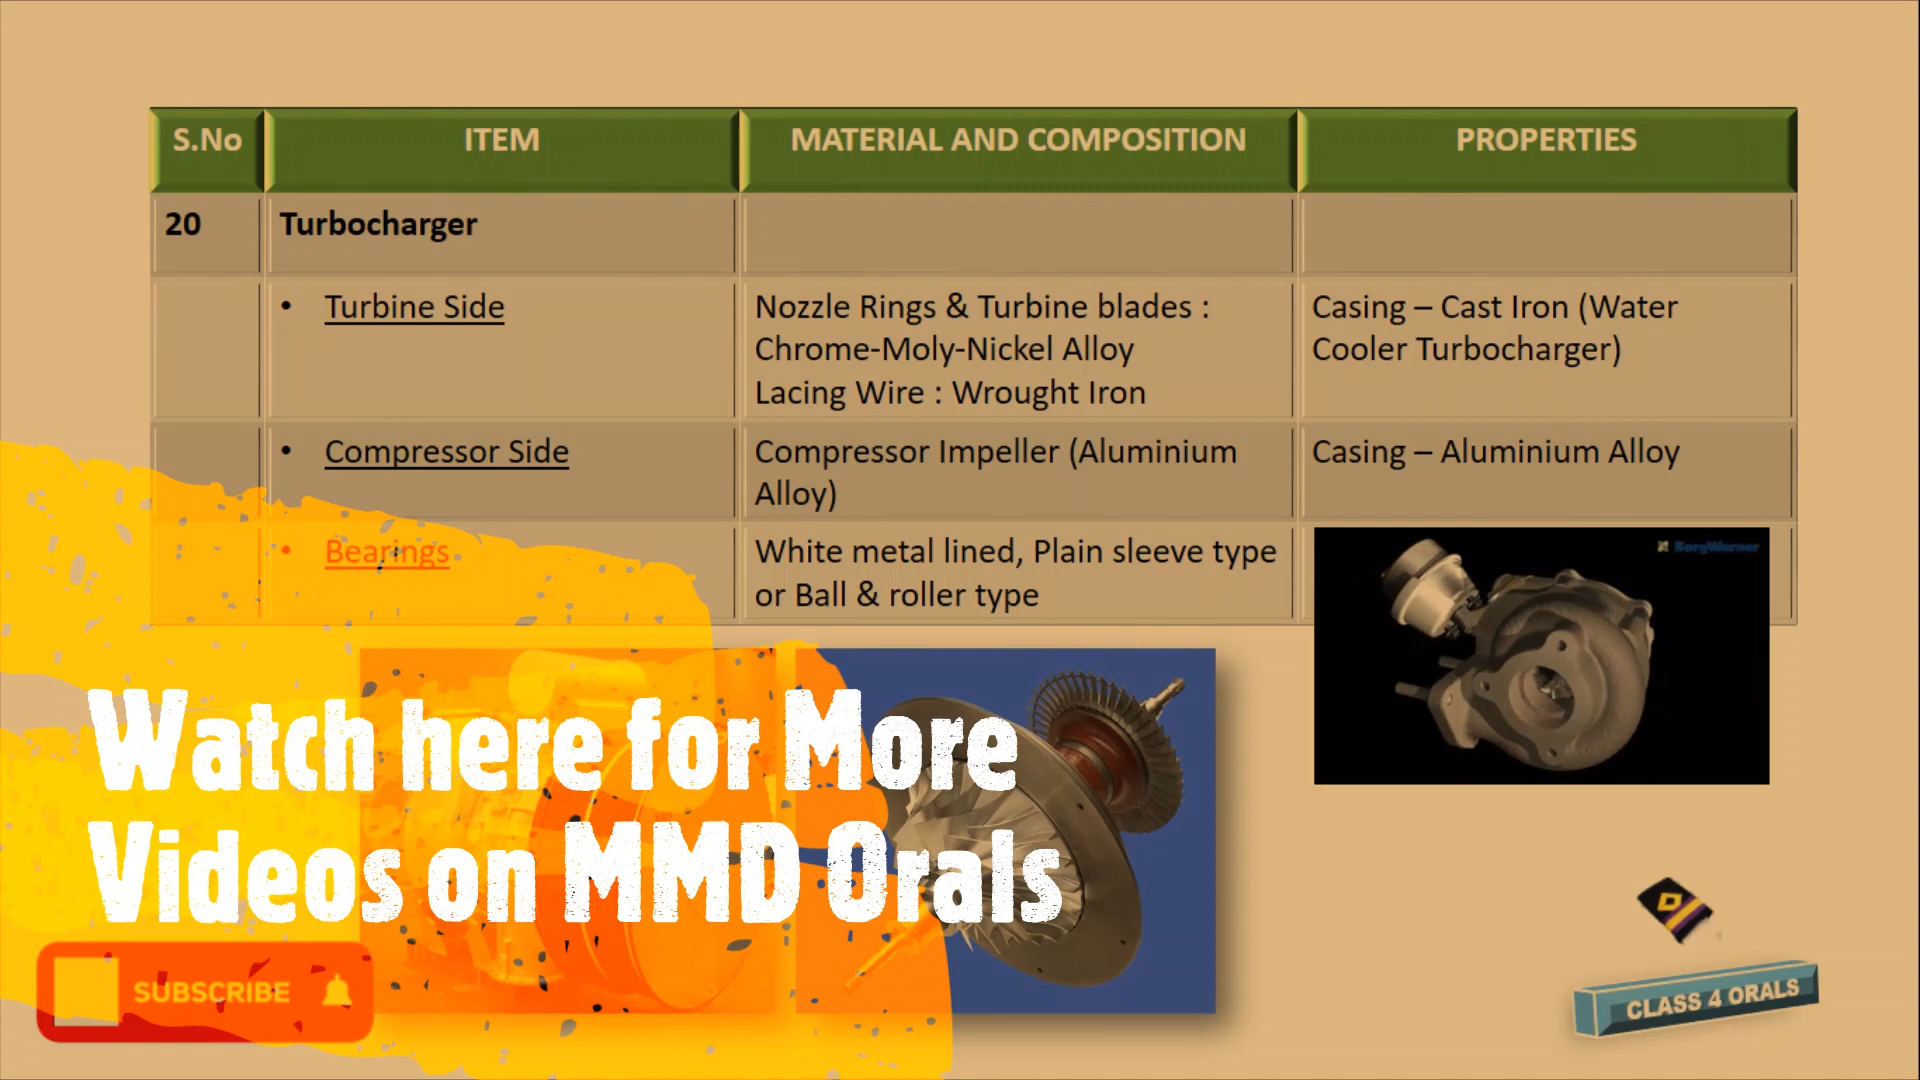 S.No ITEM MATERIAL AND COMPOSITION PROPERTIES
20 Turbocharger
• Turbine Side
Nozzle Rings & Turbine blades :
Chrome-Moly-Nickel Alloy
Lacing Wire : Wrought Iron
Casing – Cast Iron (Water
Cooler Turbocharger)
• Compressor Side
Compressor Impeller (Aluminium
Alloy)
Casing – Aluminium Alloy
• Bearings
White metal lined, Plain sleeve type
or Ball & roller type
BorgWarner
Watch here for More
Videos on MMD Orals
SUBSCRIBE
CLASS 4 ORALS